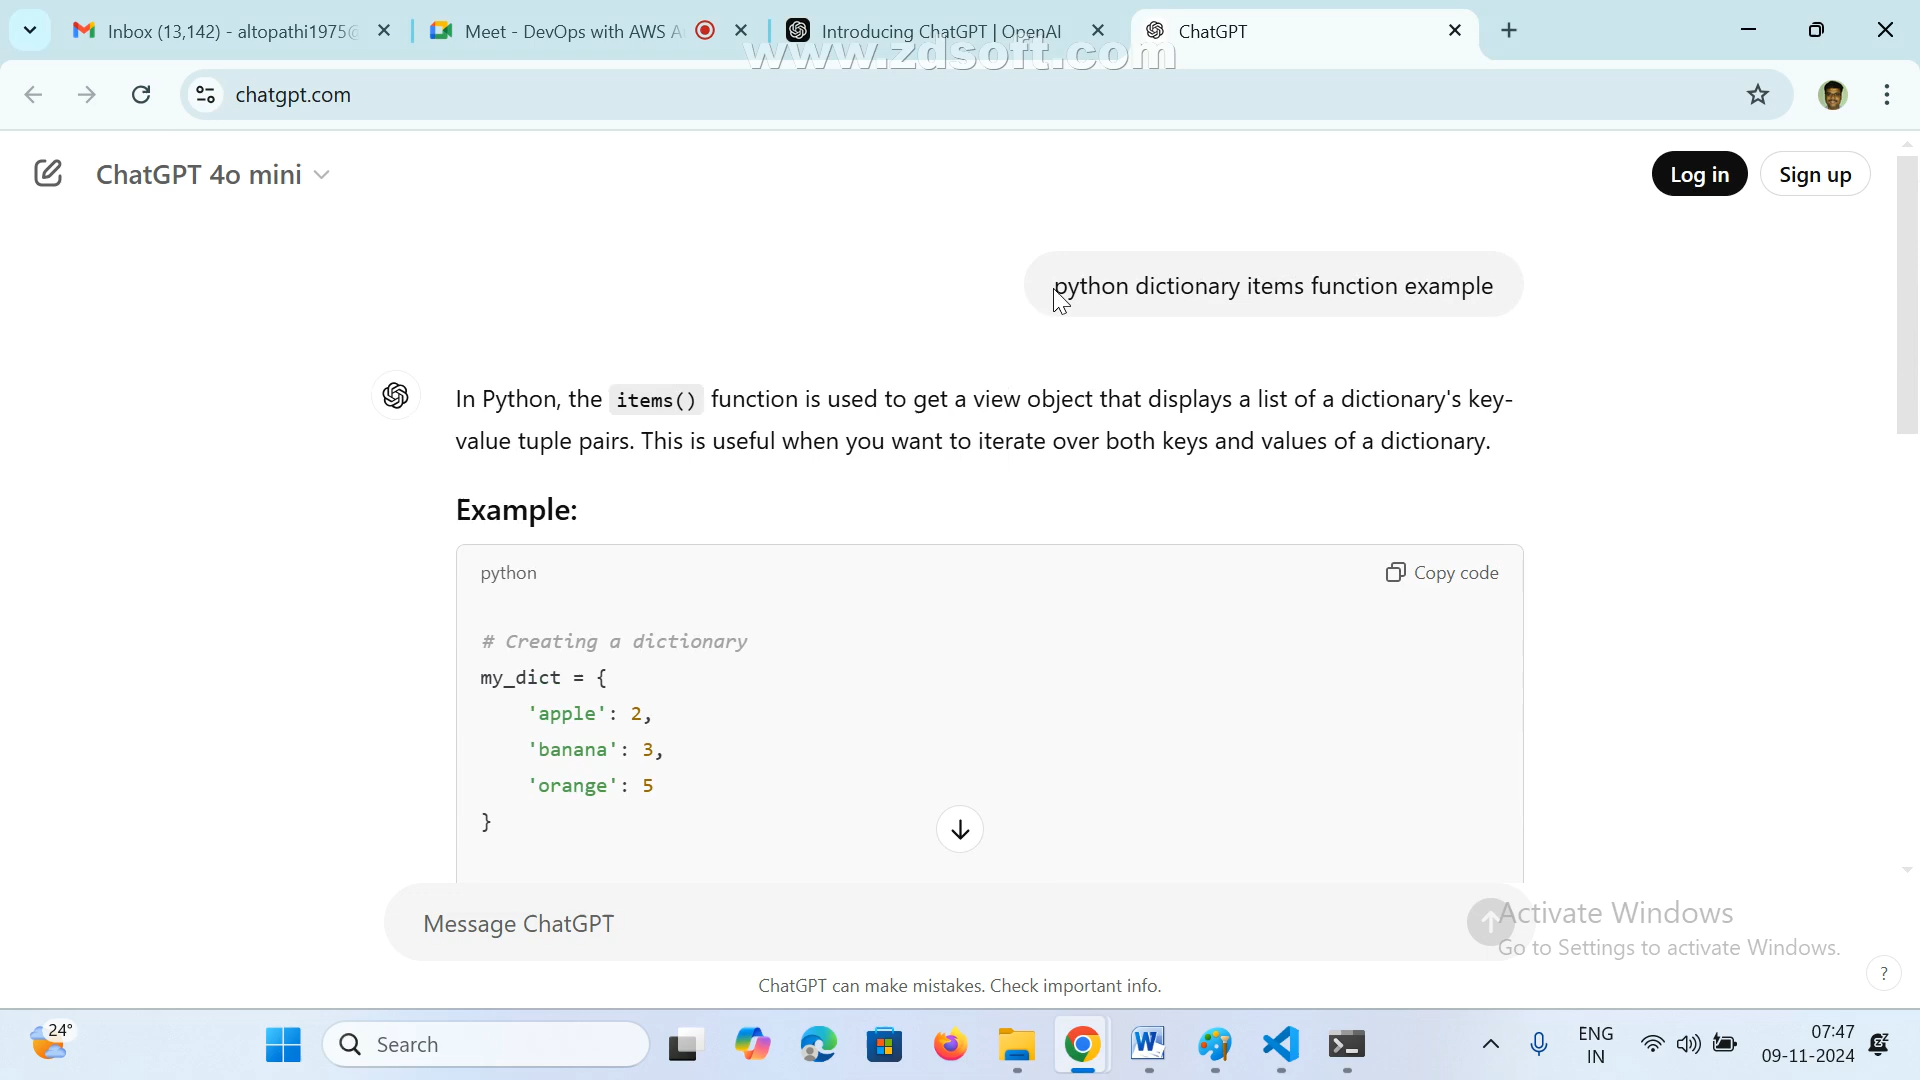 Inbox (13,142) - altopathi1975@
Meet - DevOps with AWS A
Introducing ChatGPT | OpenAI
ChatGPT
www.zdsoft.com
chatgpt.com
ChatGPT 4o mini
Log in
Sign up
python dictionary items function example
In Python, the items() function is used to get a view object that displays a list of a dictionary's key-
value tuple pairs. This is useful when you want to iterate over both keys and values of a dictionary.
Example:
python
Copy code
# Creating a dictionary
my_dict = {
    'apple': 2,
    'banana': 3,
    'orange': 5
}
Message ChatGPT
Activate Windows
Go to Settings to activate Windows.
ChatGPT can make mistakes. Check important info.
?
24°
Search
ENG
IN
07:47
09-11-2024